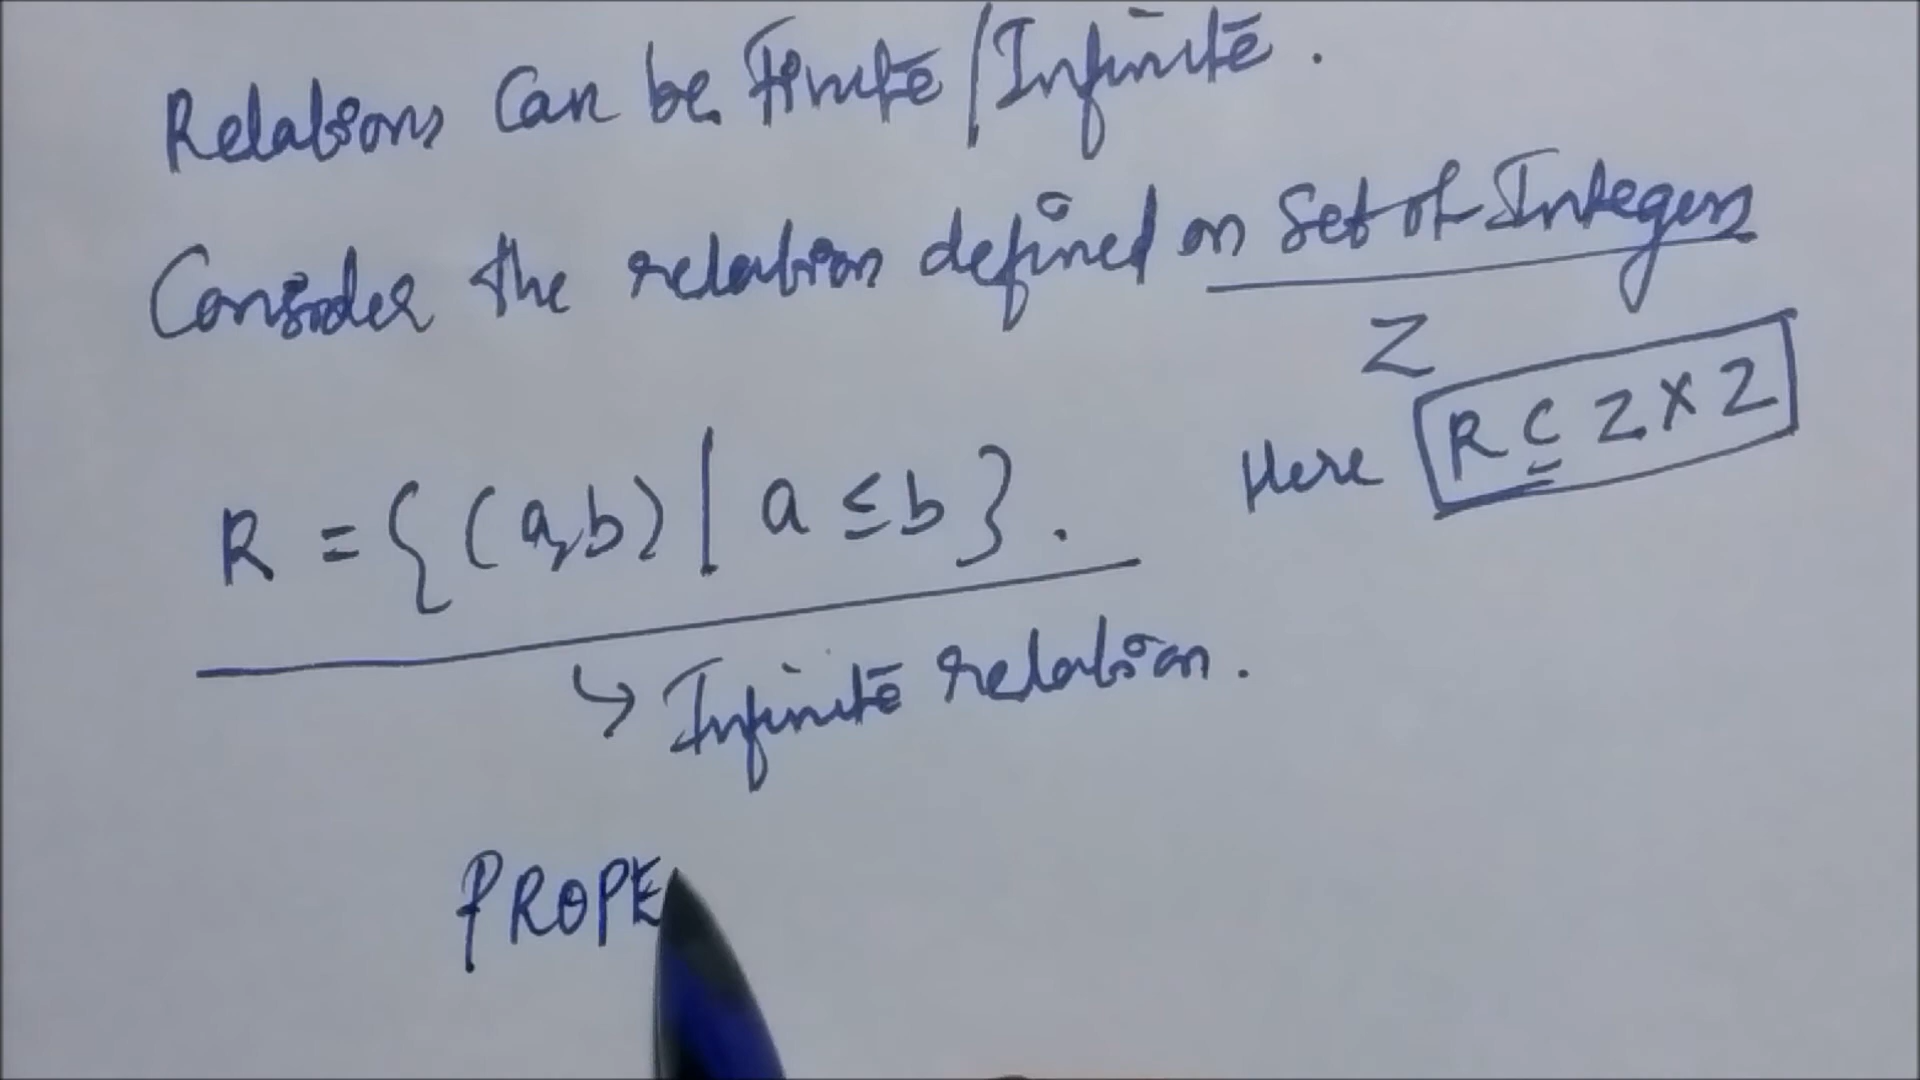 Relations Can be Finite/Infinite.
Consider the relation defined on Set of Integers
Z
R = {(a,b) | a ≤ b}.
Here R ⊆ Z X Z
↳ Infinite relation.
PROPE